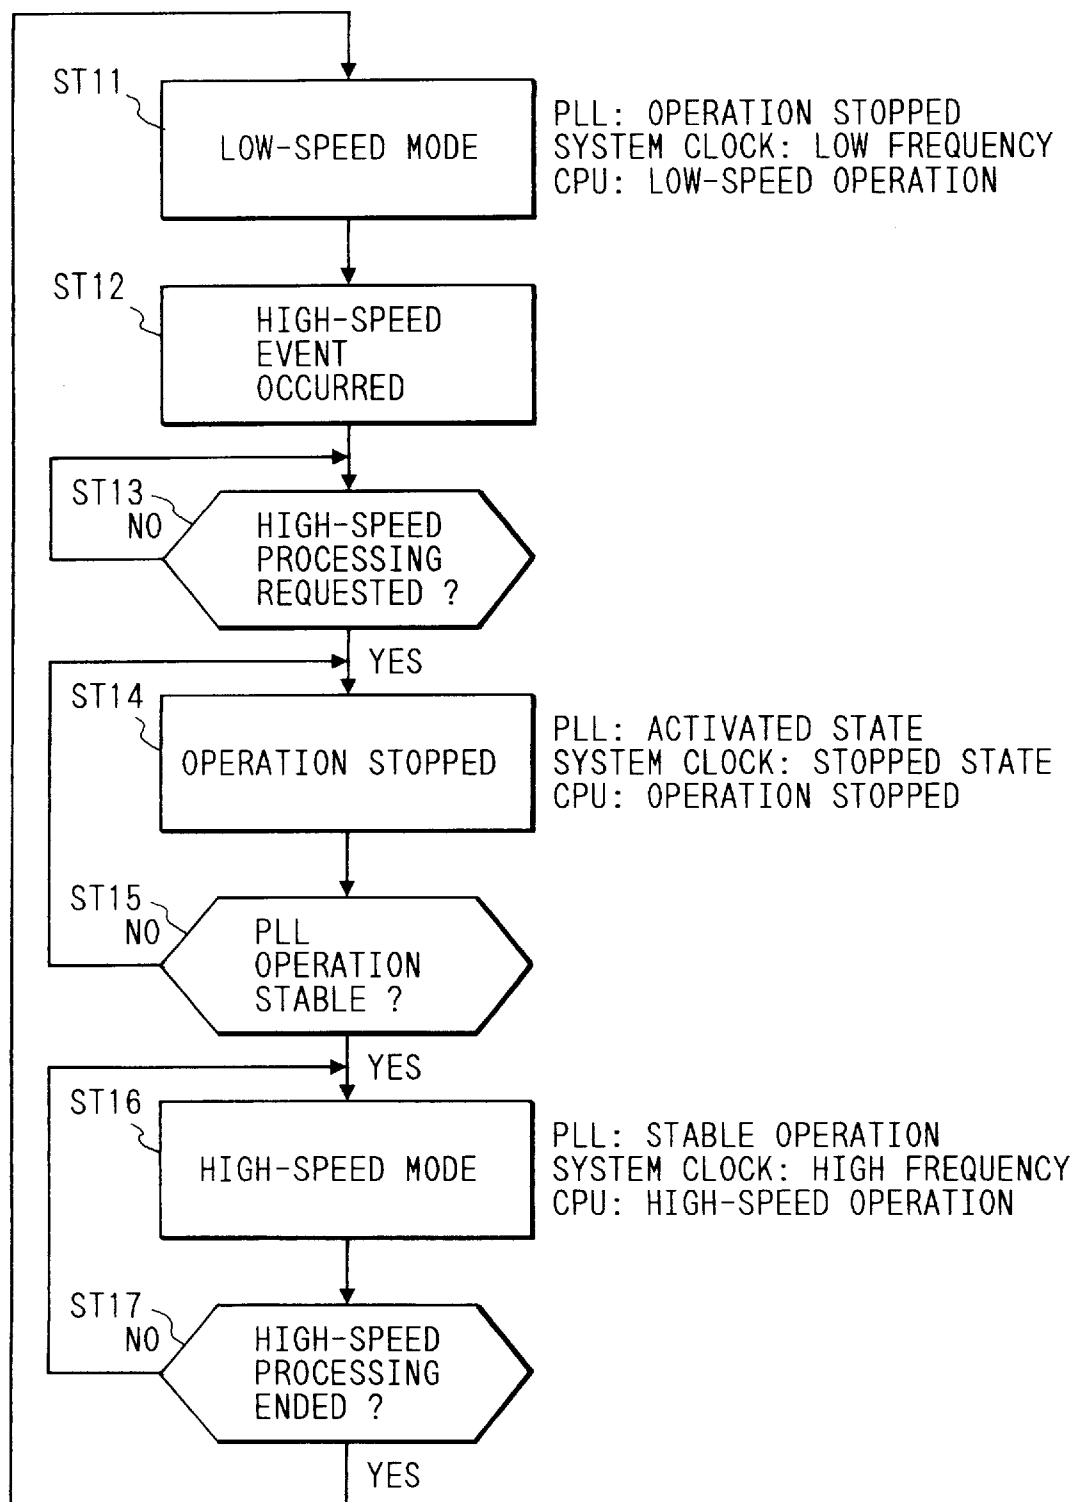 ST11
LOW-SPEED MODE
PLL: OPERATION STOPPED
SYSTEM CLOCK: LOW FREQUENCY
CPU: LOW-SPEED OPERATION
ST12
HIGH-SPEED
EVENT
OCCURRED
ST13
NO
HIGH-SPEED
PROCESSING
REQUESTED ?
YES
ST14
OPERATION STOPPED
PLL: ACTIVATED STATE
SYSTEM CLOCK: STOPPED STATE
CPU: OPERATION STOPPED
ST15
NO
PLL
OPERATION
STABLE ?
YES
ST16
HIGH-SPEED MODE
PLL: STABLE OPERATION
SYSTEM CLOCK: HIGH FREQUENCY
CPU: HIGH-SPEED OPERATION
ST17
NO
HIGH-SPEED
PROCESSING
ENDED ?
YES